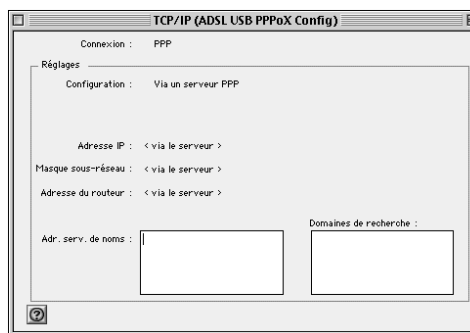 TCP/IP (ADSL USB PPPoX Config)
Connexion : PPP
Réglages
Configuration : Via un serveur PPP
Adresse IP : < via le serveur >
Masque sous-réseau : < via le serveur >
Adresse du routeur : < via le serveur >
Domaines de recherche :
Adr. serv. de noms :
?